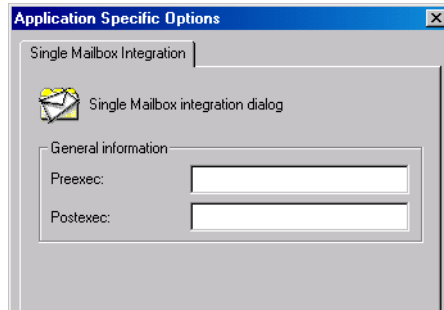 Application Specific Options
Single Mailbox Integration
Single Mailbox integration dialog
General information
Preexec:
Postexec: